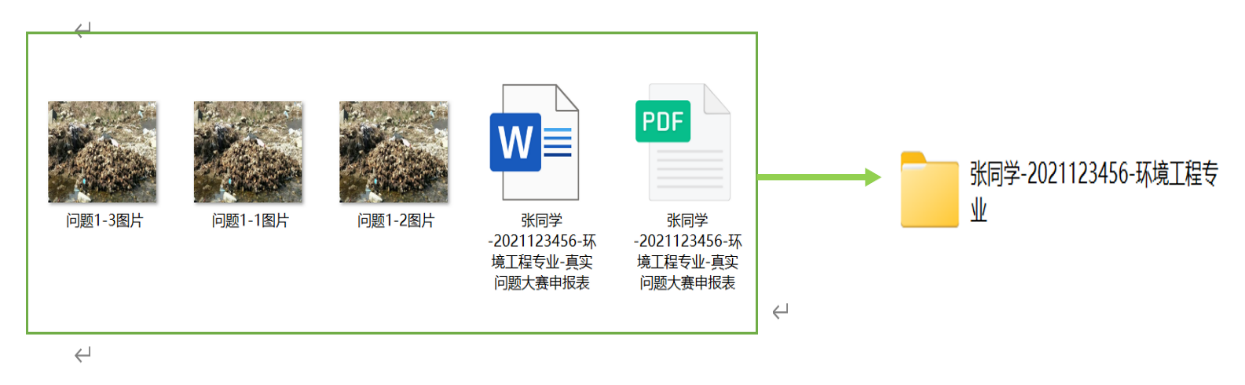 问题1-3图片
问题1-1图片
问题1-2图片
W
张同学
-2021123456-环
境工程专业-真实
问题大赛申报表
PDF
张同学
-2021123456-环
境工程专业-真实
问题大赛申报表
张同学-2021123456-环境工程专
业